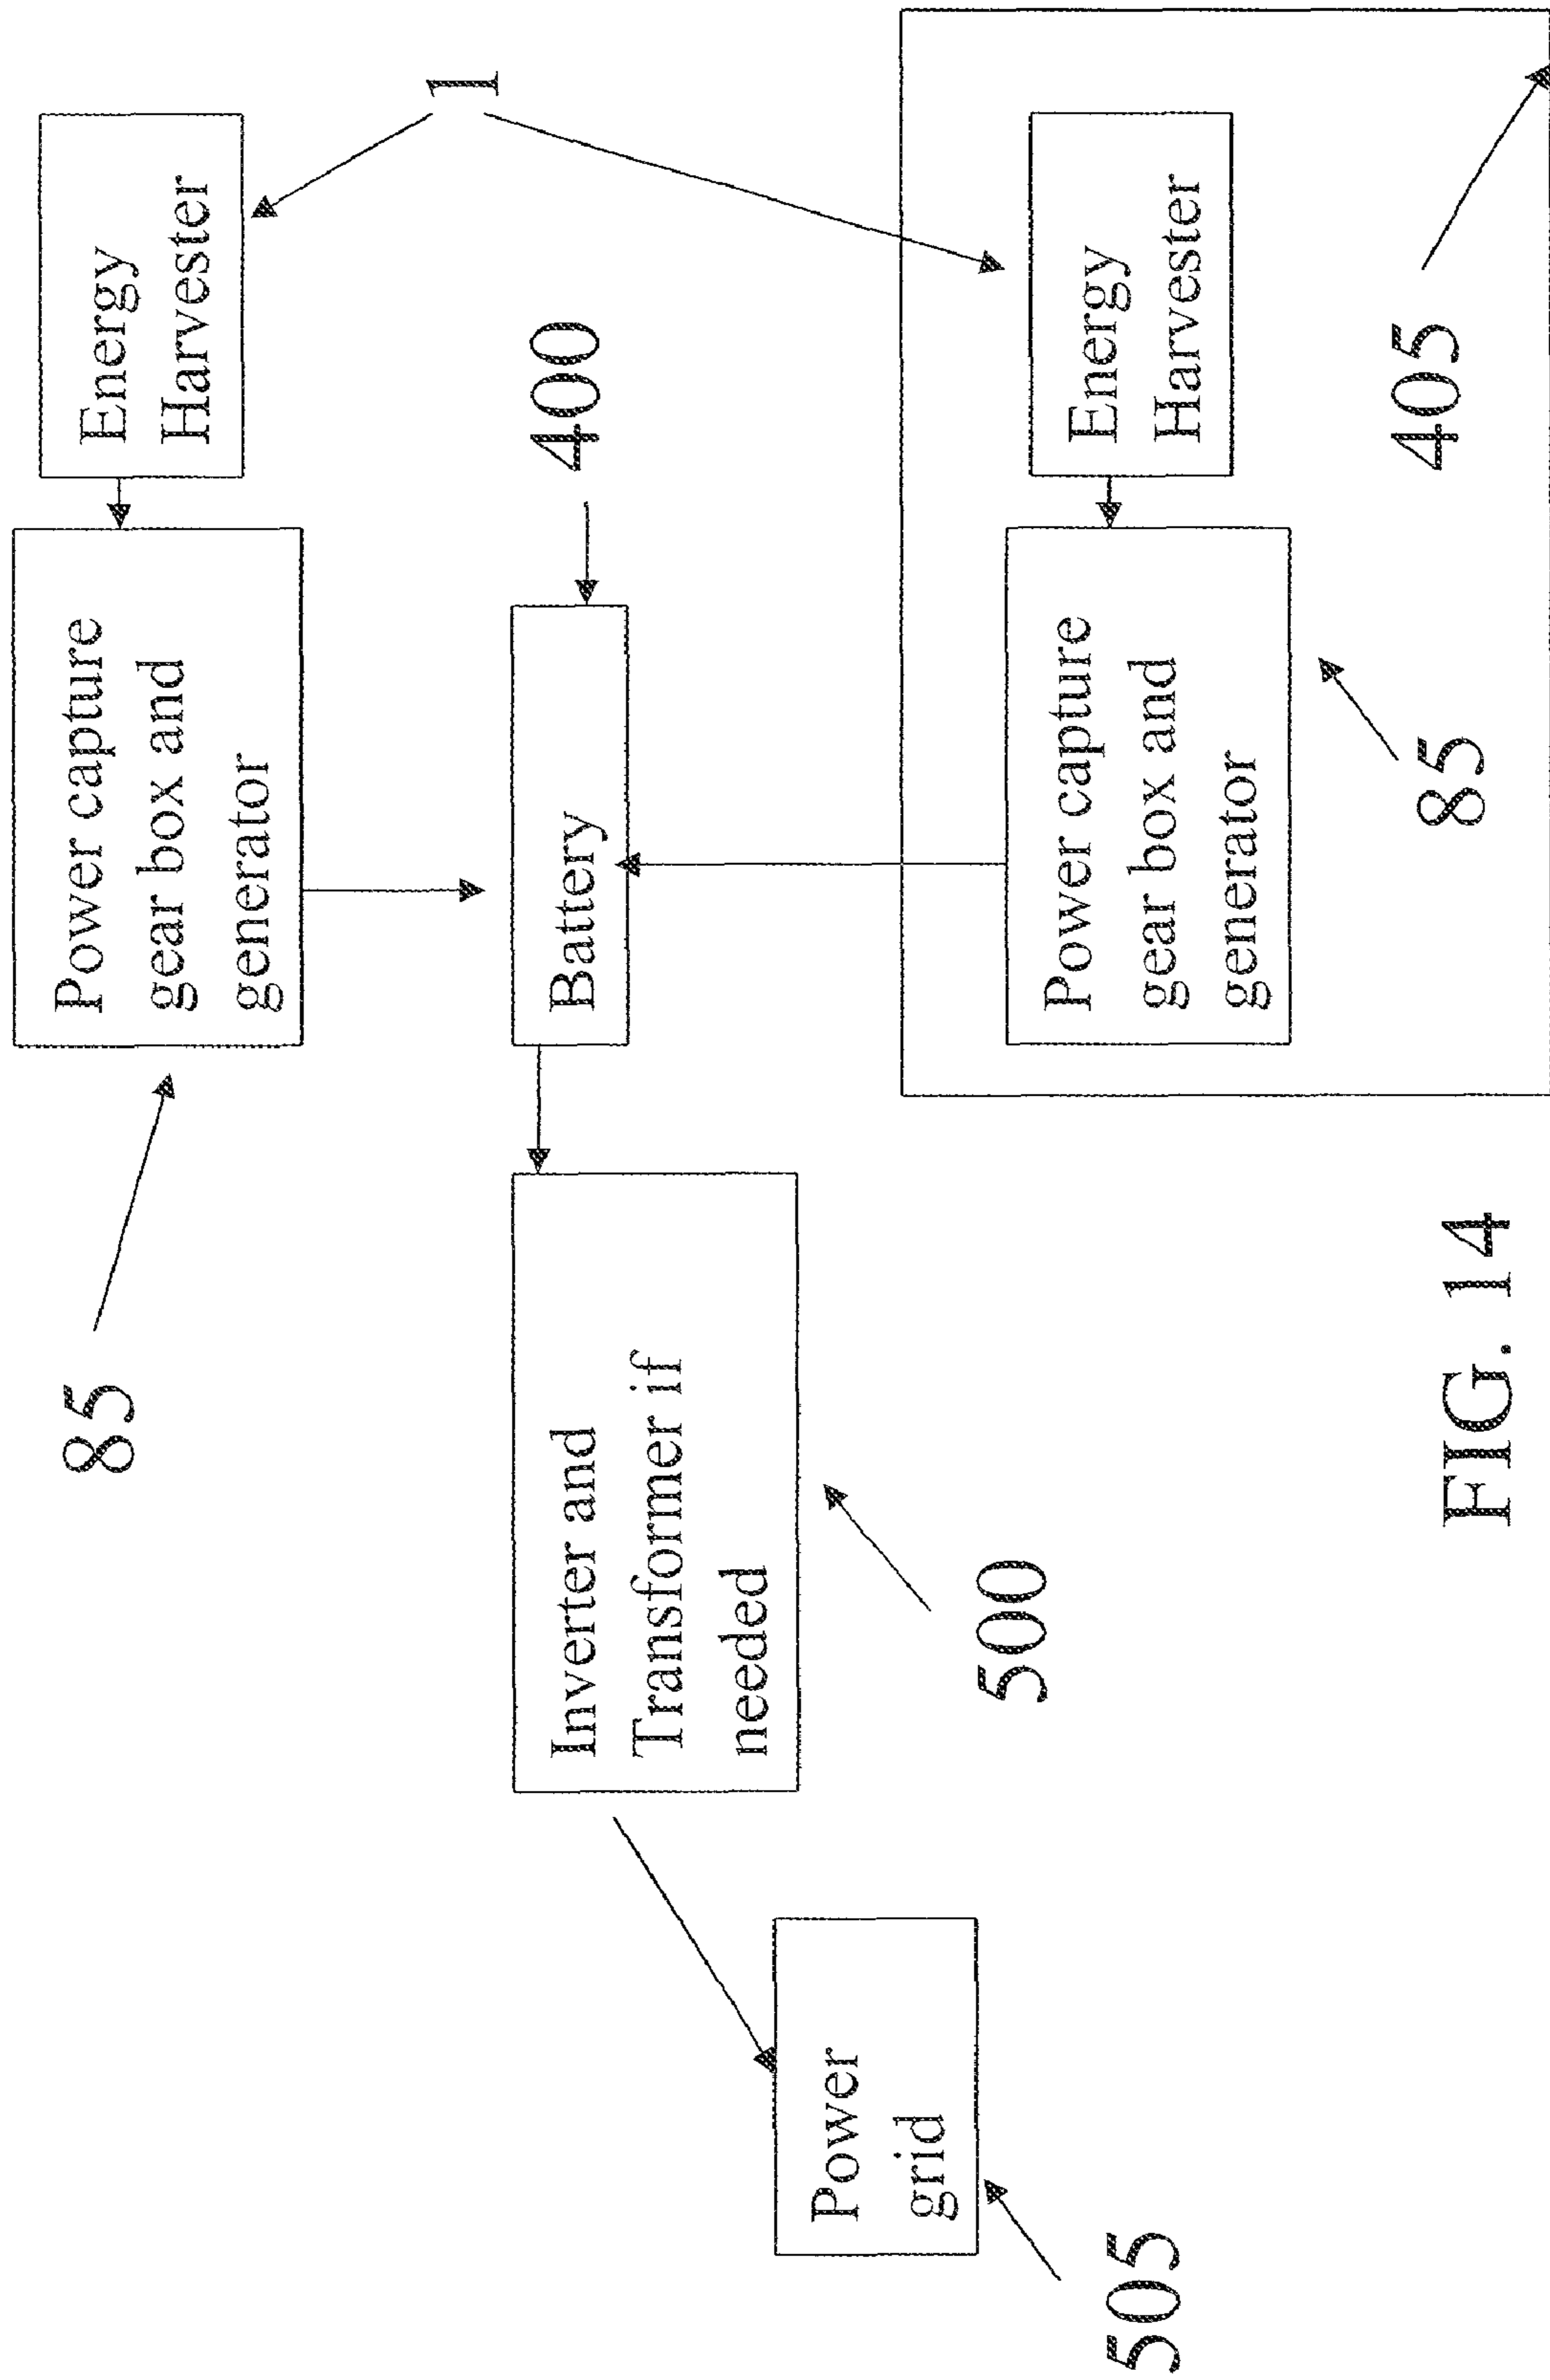 85
Power capture
gear box and
generator
Energy
Harvester
1
Inverter and
Transformer if
needed
Battery
400
Power
grid
505
500
Power capture
gear box and
generator
Energy
Harvester
85
405
FIG. 14